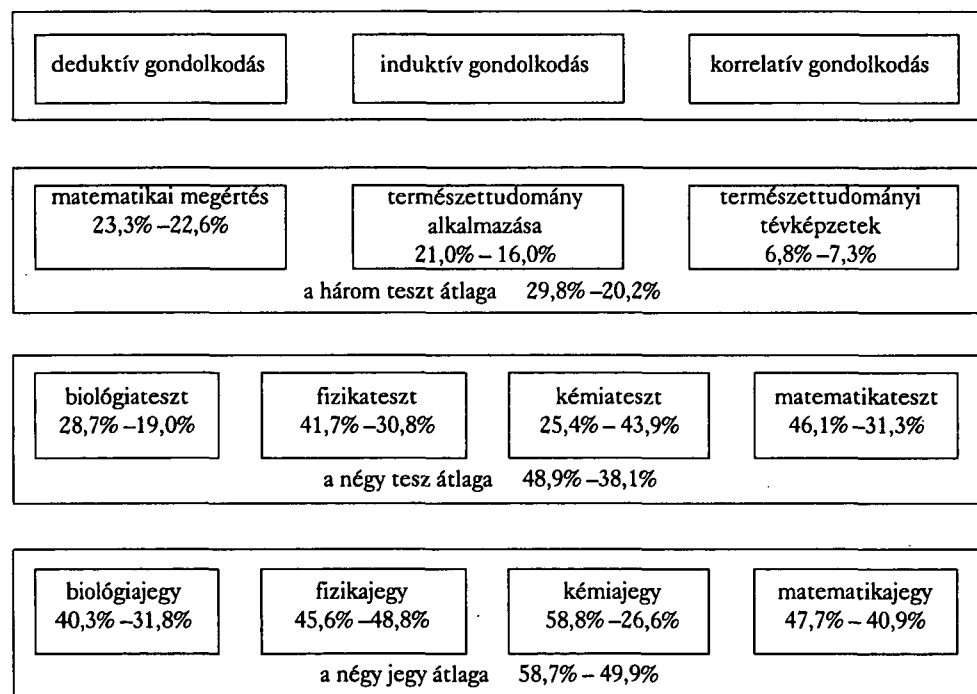 deduktív gondolkodás induktív gondolkodás korrelatív gondolkodás
matematikai megértés
23,3% –22,6%
természettudomány
alkalmazása
21,0% – 16,0%
természettudományi
tévképzetek
6,8% –7,3%
a három teszt átlaga 29,8% –20,2%
biológiateszt
28,7% –19,0%
fizikateszt
41,7% –30,8%
kémiateszt
25,4% – 43,9%
matematikateszt
46,1% –31,3%
a négy tesz átlaga 48,9% –38,1%
biológiajegy
40,3% –31,8%
fizikajegy
45,6% –48,8%
kémiajegy
58,8% –26,6%
matematikajegy
47,7% – 40,9%
a négy jegy átlaga 58,7% – 49,9%